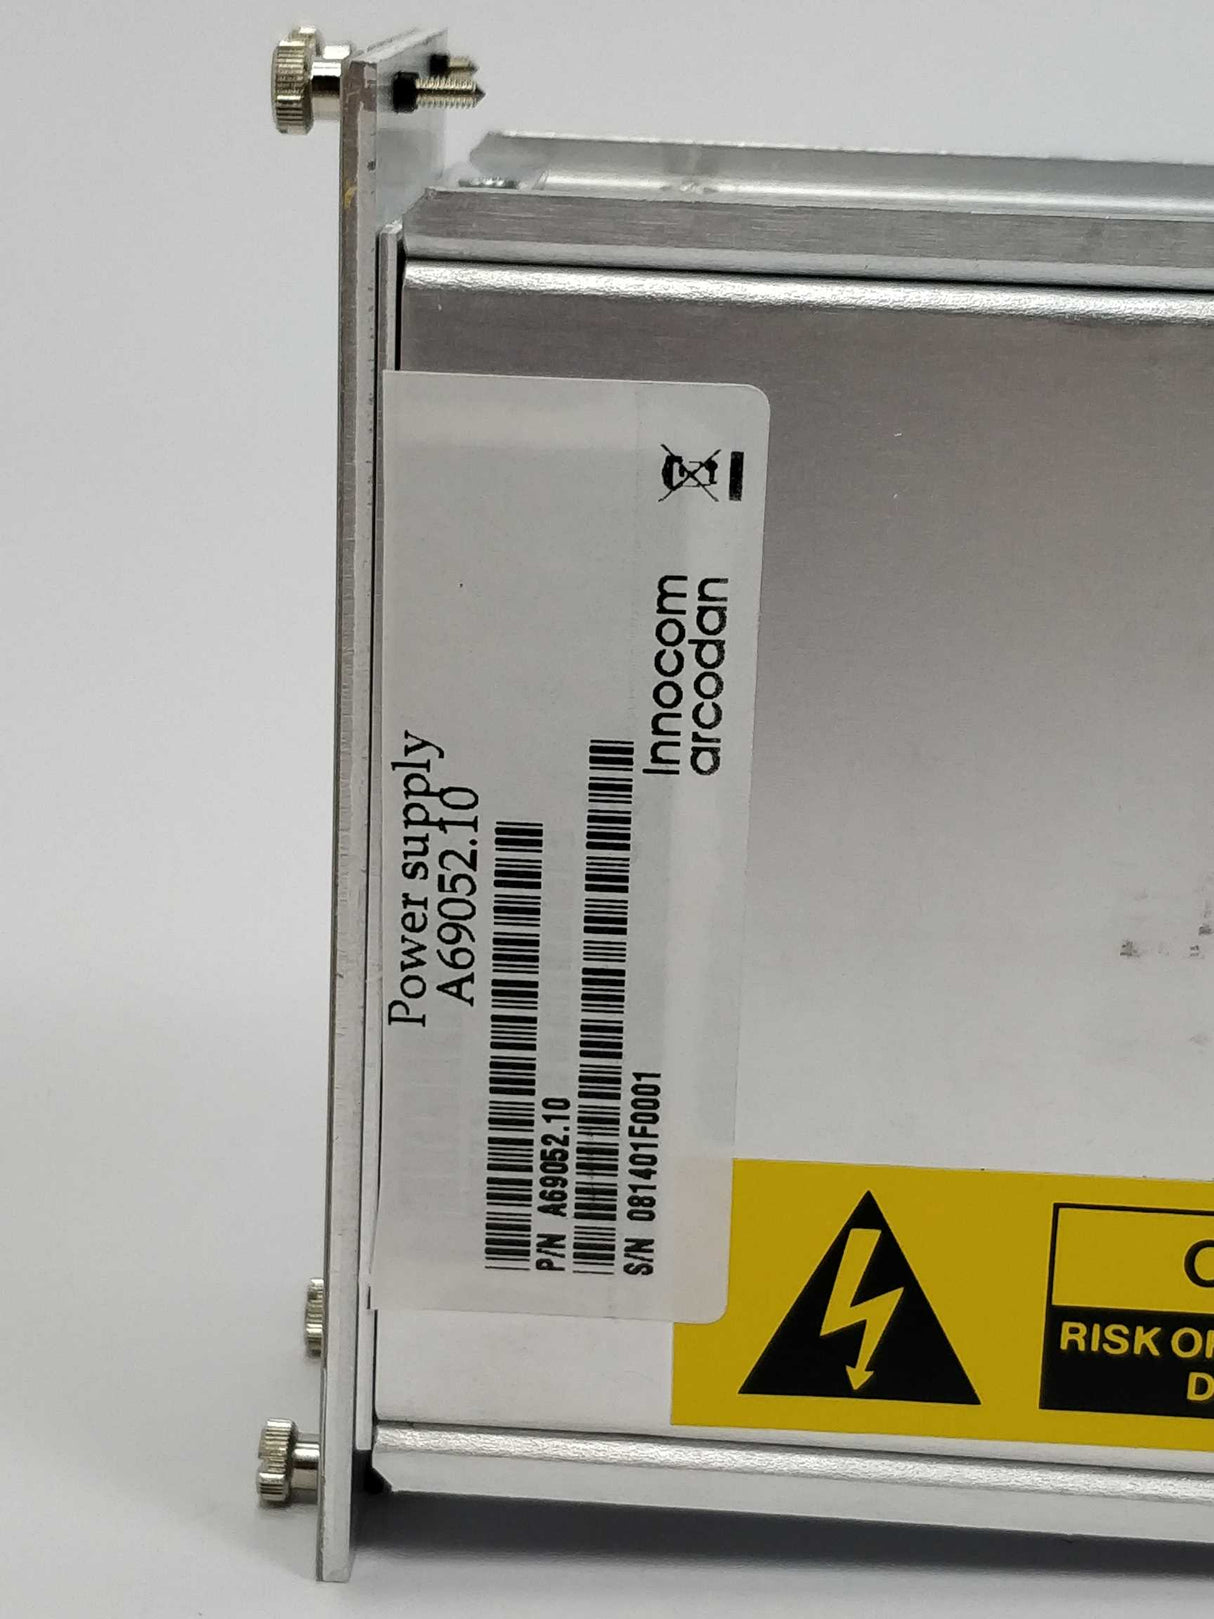 Power supply
A69052.10
P/N A69052.10
S/N 081401F0001
Innocom
arcodan
RISK